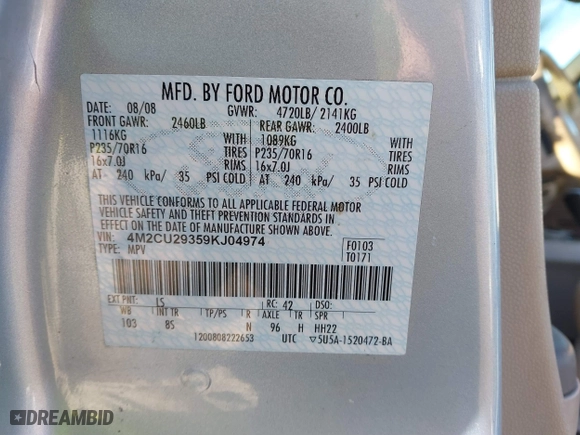 MFD. BY FORD MOTOR CO.
DATE: 08/08 GVWR: 4720LB/ 2141KG
FRONT GAWR: 2460LB REAR GAWR: 2400LB
1116KG WITH 1089KG WITH
P235/70R16 TIRES P235/70R16 TIRES
16x7.0J RIMS 16x7.0J RIMS
AT 240 kPa/ 35 PSI COLD AT 240 kPa/ 35 PSI COLD
THIS VEHICLE CONFORMS TO ALL APPLICABLE FEDERAL MOTOR
VEHICLE SAFETY AND THEFT PREVENTION STANDARDS IN
EFFECT ON THE DATE OF MANUFACTURE SHOWN ABOVE.
VIN: 4M2CU29359KJ04974 F0103
TYPE: MPV T0171
EXT PNT: LS RC: 42 DSO:
WB INT TR TP/PS R AXLE TR SPR
103 85 N 96 H HH22
1200808222653 UTC ▽5U5A-1520472-BA
DREAMBID